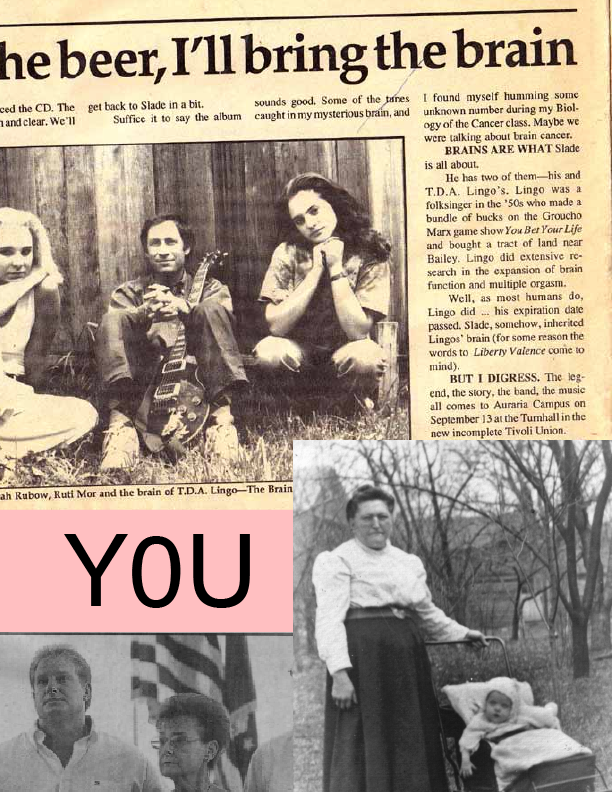 he beer, I'll bring the brain
ced the CD. The
n and clear. We'll
get back to Slade in a bit.
Suffice it to say the album
sounds good. Some of the tunes
caught in my mysterious brain, and
I found myself humming some
unknown number during my Biol-
ogy of the Cancer class. Maybe we
were talking about brain cancer.
BRAINS ARE WHAT Slade
is all about.
He has two of them—his and
T.D.A. Lingo's. Lingo was a
folksinger in the '50s who made a
bundle of bucks on the Groucho
Marx game show You Bet Your Life
and bought a tract of land near
Bailey. Lingo did extensive re-
search in the expansion of brain
function and multiple orgasm.
Well, as most humans do,
Lingo did ... his expiration date
passed. Slade, somehow, inherited
Lingos' brain (for some reason the
words to Liberty Valence come to
mind).
BUT I DIGRESS. The leg-
end, the story, the band, the music
all comes to Auraria Campus on
September 13 at the Turnhall in the
new incomplete Tivoli Union.
ah Rubow, Ruti Mor and the brain of T.D.A. Lingo—The Brain
Y0U